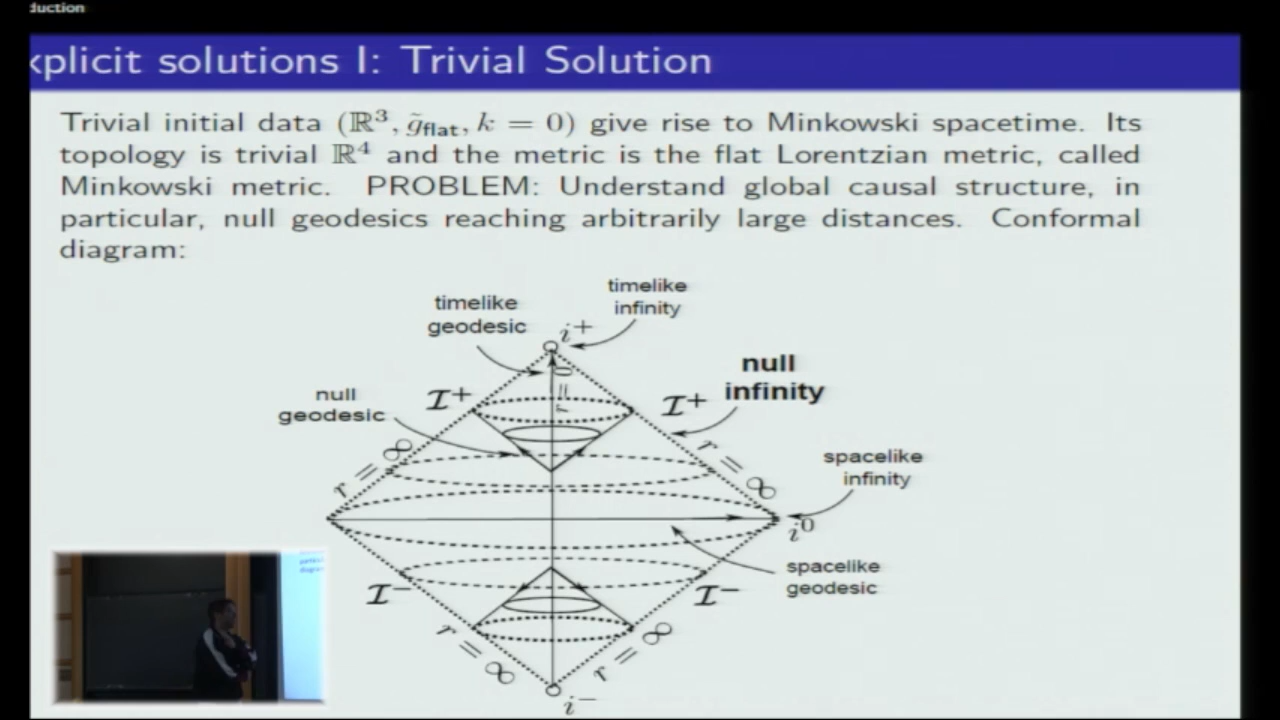 duction
xplicit solutions I: Trivial Solution
Trivial initial data (ℝ³, g̃_flat, k = 0) give rise to Minkowski spacetime. Its
topology is trivial ℝ⁴ and the metric is the flat Lorentzian metric, called
Minkowski metric. PROBLEM: Understand global causal structure, in
particular, null geodesics reaching arbitrarily large distances. Conformal
diagram:
timelike
infinity
timelike
geodesic
i⁺
null
infinity
r = 0
null
geodesic
ℐ⁺
ℐ⁺
r = ∞
r = ∞
spacelike
infinity
i⁰
spacelike
geodesic
ℐ⁻
ℐ⁻
r = ∞
r = ∞
i⁻